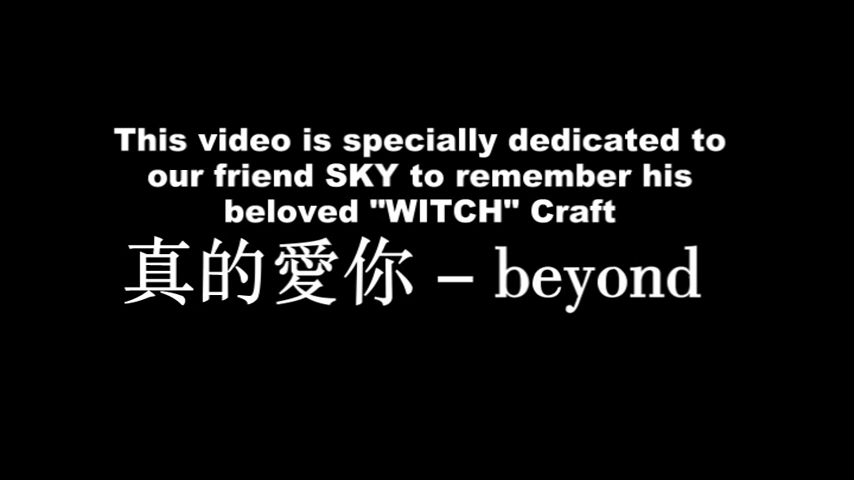 This video is specially dedicated to
our friend SKY to remember his
beloved "WITCH" Craft
真的愛你 – beyond